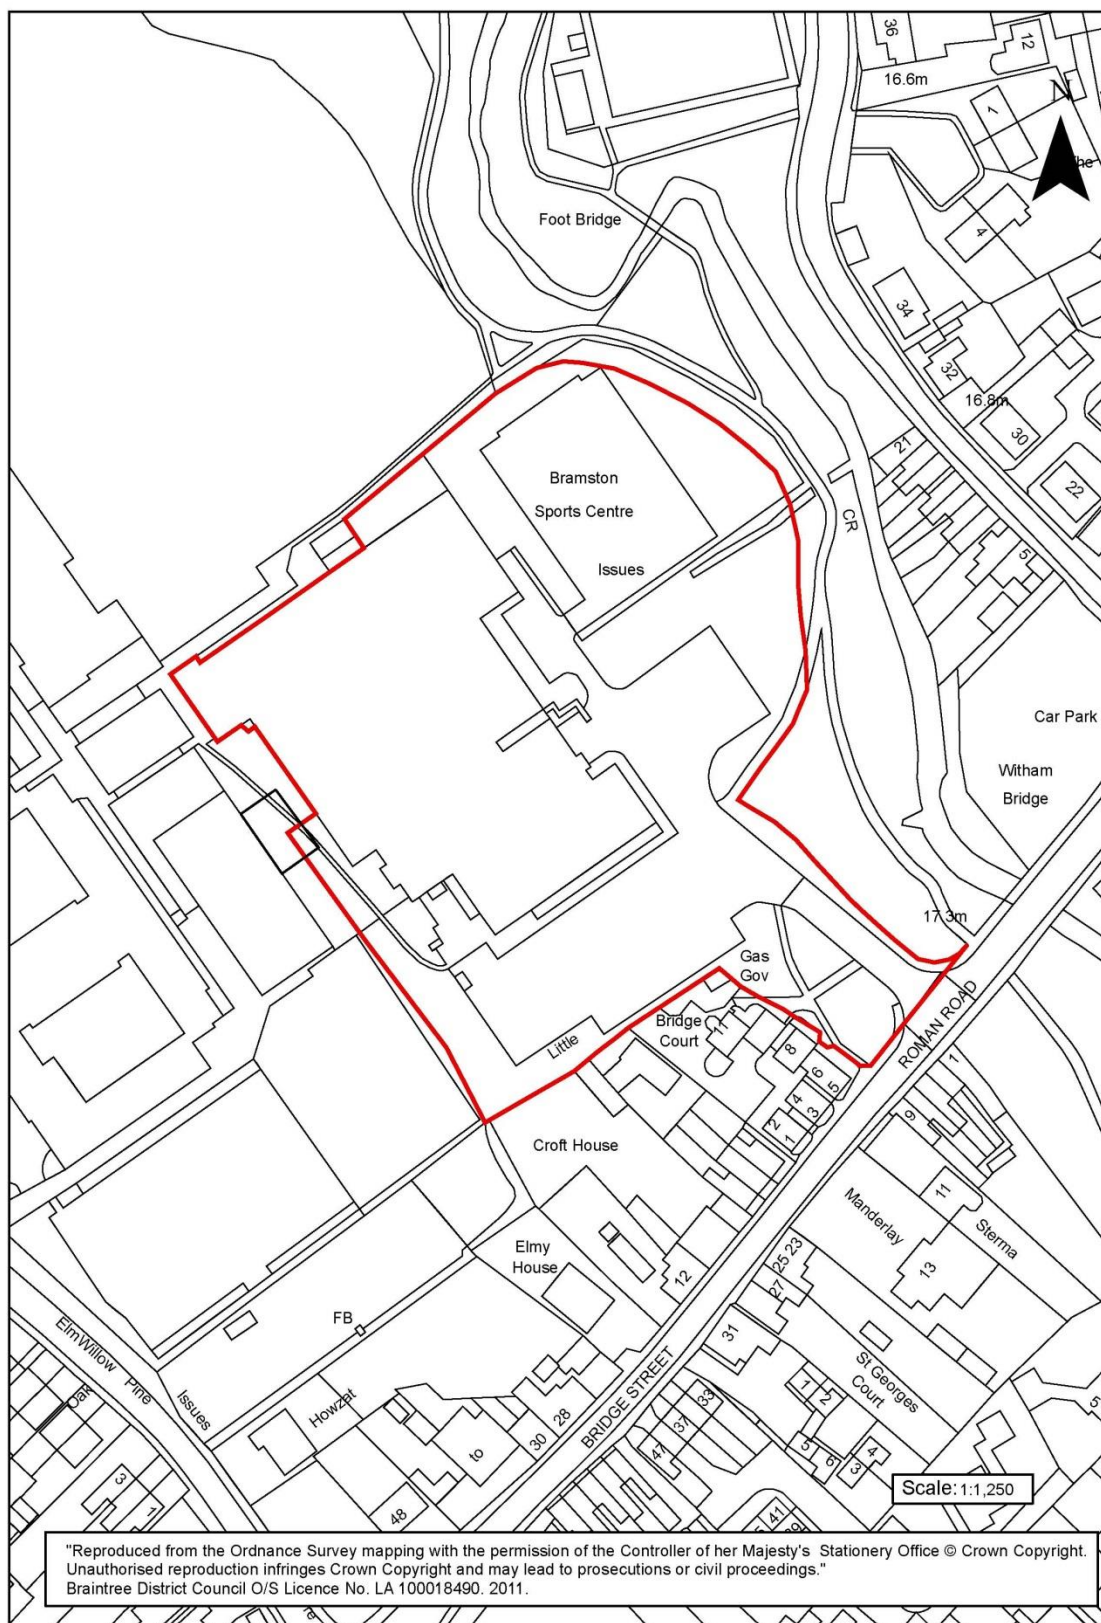 36
12
16.6m
N
1
The
Foot Bridge
4
34
32
16.8m
30
21
22
Bramston
Sports Centre
CR
Issues
5
Car Park
Witham
Bridge
17.3m
Gas
Gov
ROMAN ROAD
Bridge
Court
11
Little
8
6
5
4
3
2
1
1
9
Croft House
11
Manderlay
Sterma
Elmy
House
13
12
25 23
27
FB
31
Elm
Willow
Pine
Oak
Issues
Howzat
BRIDGE STREET
St Georges
Court
1
2
33
37
47
28
30
to
5
6
4
3
5
3
1
48
41
39
Scale: 1:1,250
"Reproduced from the Ordnance Survey mapping with the permission of the Controller of her Majesty's Stationery Office © Crown Copyright.
Unauthorised reproduction infringes Crown Copyright and may lead to prosecutions or civil proceedings."
Braintree District Council O/S Licence No. LA 100018490. 2011.